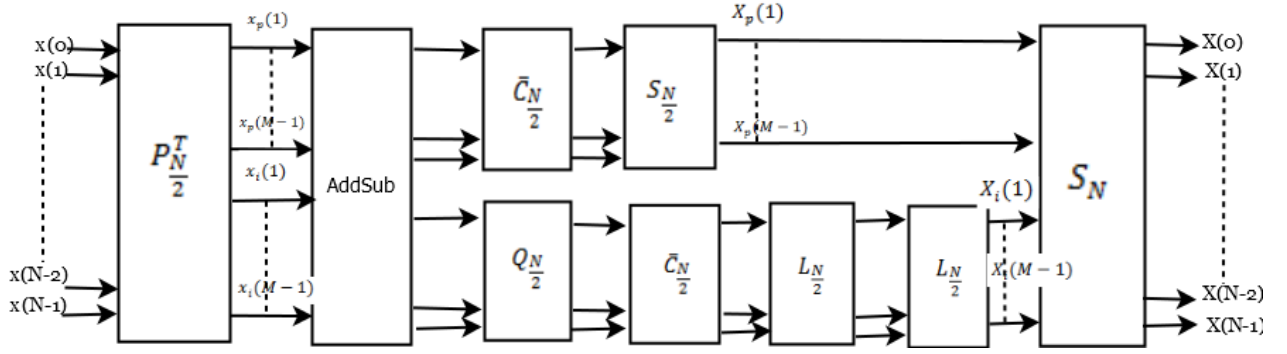 x(0)
x(1)
x(N-2)
x(N-1)
P^T_{N/2}
x_p(1)
x_p(M−1)
x_i(1)
x_i(M−1)
AddSub
C̄_{N/2}
S_{N/2}
Q_{N/2}
C̄_{N/2}
L_{N/2}
L_{N/2}
X_p(1)
X_p(M−1)
X_i(1)
X_i(M−1)
S_N
X(0)
X(1)
X(N-2)
X(N-1)